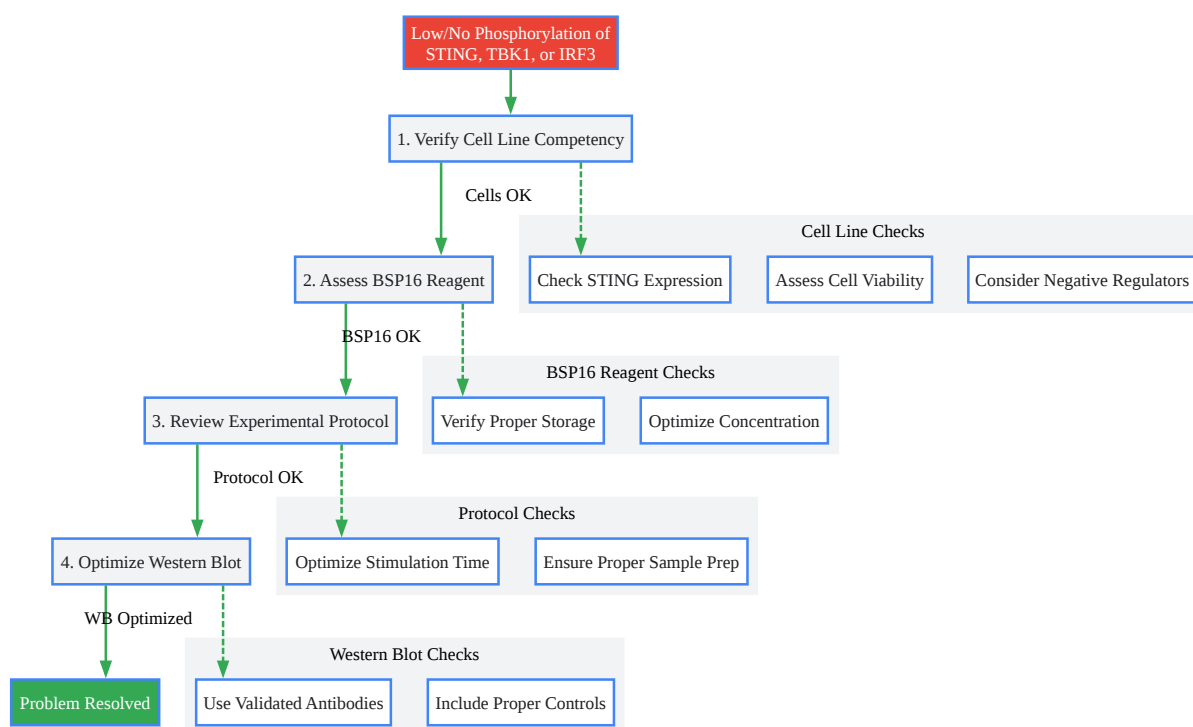 Low/No Phosphorylation of
STING, TBK1, or IRF3
1. Verify Cell Line Competency
Cells OK
Cell Line Checks
2. Assess BSP16 Reagent
Check STING Expression
Assess Cell Viability
Consider Negative Regulators
BSP16 OK
BSP16 Reagent Checks
3. Review Experimental Protocol
Verify Proper Storage
Optimize Concentration
Protocol OK
Protocol Checks
4. Optimize Western Blot
Optimize Stimulation Time
Ensure Proper Sample Prep
WB Optimized
Western Blot Checks
Problem Resolved
Use Validated Antibodies
Include Proper Controls